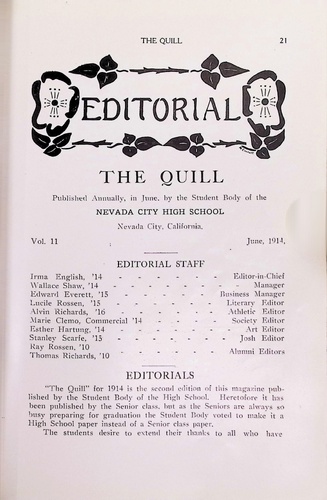 THE QUILL 21
EDITORIAL
THE QUILL
Published Annually, in June, by the Student Body of the
NEVADA CITY HIGH SCHOOL
Nevada City, California.
Vol. 11 June, 1914.
EDITORIAL STAFF
Irma English, '14 - - - - - - - Editor-in-Chief
Wallace Shaw, '14 - - - - - - - Manager
Edward Everett, '15 - - - - - - Business Manager
Lucile Rossen, '15 - - - - - - - Literary Editor
Alvin Richards, '16 - - - - - - - Athletic Editor
Marie Clemo, Commercial '14 - - - - - Society Editor
Esther Hartung, '14 - - - - - - - Art Editor
Stanley Scarfe, '15 - - - - - - - Josh Editor
Ray Rossen, '10
Thomas Richards, '10 - - - - - - Alumni Editors
EDITORIALS
"The Quill" for 1914 is the second edition of this magazine pub-
lished by the Student Body of the High School. Heretofore it has
been published by the Senior class, but as the Seniors are always so
busy preparing for graduation the Student Body voted to make it a
High School paper instead of a Senior class paper.
The students desire to extend their thanks to all who have